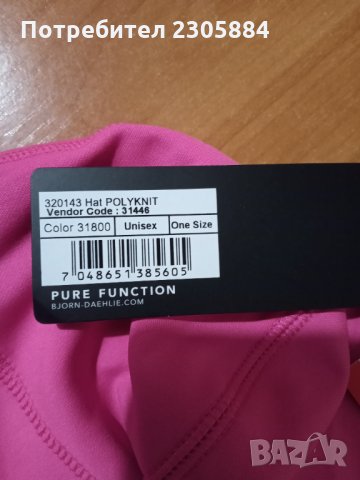 Потребител 2305884
320143 Hat POLYKNIT
Vendor Code : 31446
Color 31800 Unisex One Size
7 048651 385605
PURE FUNCTION
BJORN-DAEHLIE.COM
BAZAR